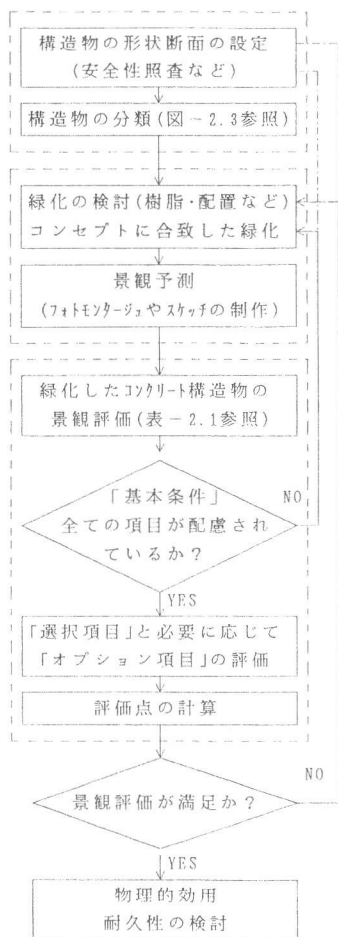 構造物の形状断面の設定
(安全性照査など)
構造物の分類(図-2.3参照)
緑化の検討(樹脂・配置など)
コンセプトに合致した緑化
景観予測
(フォトモンタージュやスケッチの制作)
緑化したコンクリート構造物の
景観評価(表-2.1参照)
「基本条件」
全ての項目が配慮され
ているか?
NO
YES
「選択項目」と必要に応じて
「オプション項目」の評価
評価点の計算
景観評価が満足か?
NO
YES
物理的効用
耐久性の検討